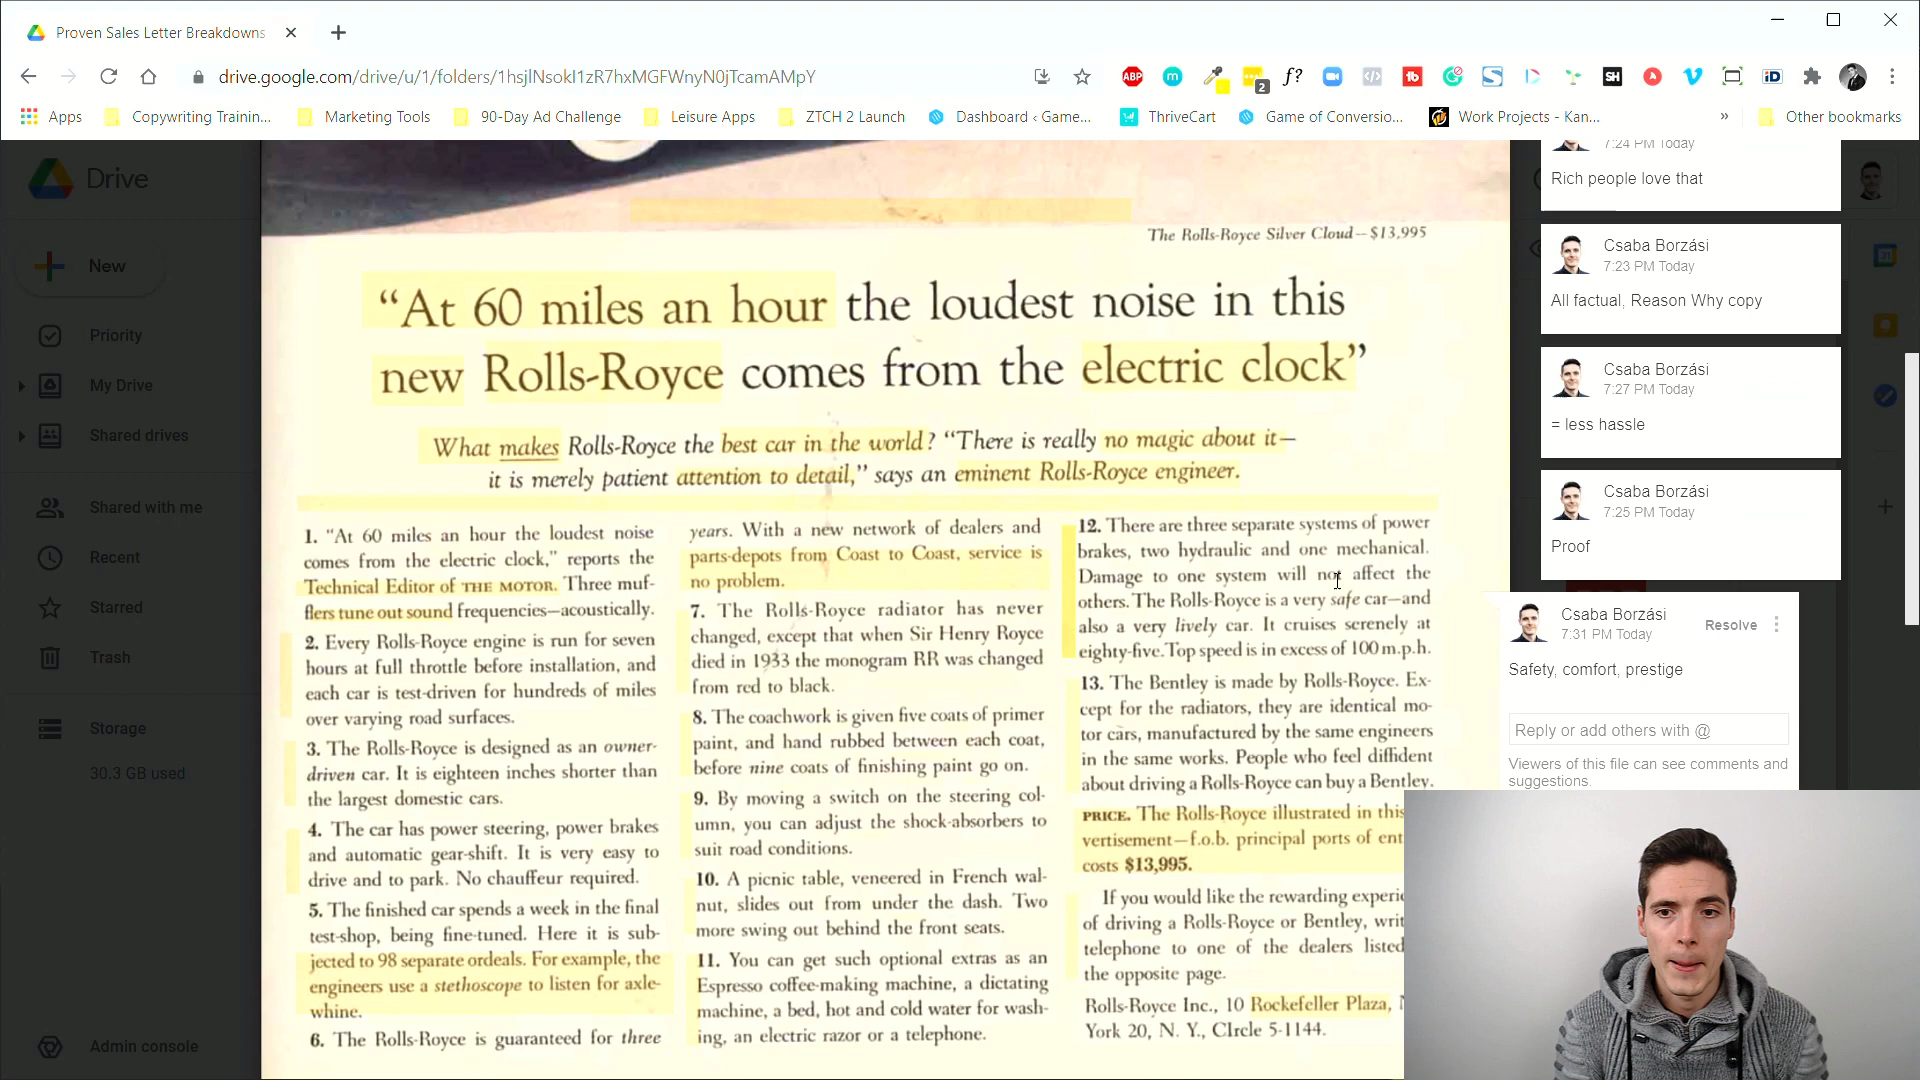 Proven Sales Letter Breakdowns
drive.google.com/drive/u/1/folders/1hsjlNsokI1zR7hxMGFWnyN0jTcamAMpY
ABP
m
2
f?
S
SH
iD
Apps
Copywriting Trainin...
Marketing Tools
90-Day Ad Challenge
Leisure Apps
ZTCH 2 Launch
Dashboard ‹ Game...
ThriveCart
Game of Conversio...
Work Projects - Kan...
»
Other bookmarks
Drive
New
Priority
My Drive
Shared drives
Shared with me
Recent
Starred
Trash
Storage
30.3 GB used
Admin console
The Rolls-Royce Silver Cloud—$13,995
“At 60 miles an hour the loudest noise in this
new Rolls-Royce comes from the electric clock”
What makes Rolls-Royce the best car in the world? “There is really no magic about it—
it is merely patient attention to detail,” says an eminent Rolls-Royce engineer.
1. “At 60 miles an hour the loudest noise
comes from the electric clock,” reports the
Technical Editor of THE MOTOR. Three muf-
flers tune out sound frequencies—acoustically.
2. Every Rolls-Royce engine is run for seven
hours at full throttle before installation, and
each car is test-driven for hundreds of miles
over varying road surfaces.
3. The Rolls-Royce is designed as an owner-
driven car. It is eighteen inches shorter than
the largest domestic cars.
4. The car has power steering, power brakes
and automatic gear-shift. It is very easy to
drive and to park. No chauffeur required.
5. The finished car spends a week in the final
test-shop, being fine-tuned. Here it is sub-
jected to 98 separate ordeals. For example, the
engineers use a stethoscope to listen for axle-
whine.
6. The Rolls-Royce is guaranteed for three
years. With a new network of dealers and
parts-depots from Coast to Coast, service is
no problem.
7. The Rolls-Royce radiator has never
changed, except that when Sir Henry Royce
died in 1933 the monogram RR was changed
from red to black.
8. The coachwork is given five coats of primer
paint, and hand rubbed between each coat,
before nine coats of finishing paint go on.
9. By moving a switch on the steering col-
umn, you can adjust the shock-absorbers to
suit road conditions.
10. A picnic table, veneered in French wal-
nut, slides out from under the dash. Two
more swing out behind the front seats.
11. You can get such optional extras as an
Espresso coffee-making machine, a dictating
machine, a bed, hot and cold water for wash-
ing, an electric razor or a telephone.
12. There are three separate systems of power
brakes, two hydraulic and one mechanical.
Damage to one system will not affect the
others. The Rolls-Royce is a very safe car—and
also a very lively car. It cruises serenely at
eighty-five. Top speed is in excess of 100 m.p.h.
13. The Bentley is made by Rolls-Royce. Ex-
cept for the radiators, they are identical mo-
tor cars, manufactured by the same engineers
in the same works. People who feel diffident
about driving a Rolls-Royce can buy a Bentley.
PRICE. The Rolls-Royce illustrated in this
vertisement—f.o.b. principal ports of ent
costs $13,995.
If you would like the rewarding experi
of driving a Rolls-Royce or Bentley, writ
telephone to one of the dealers listed
the opposite page.
Rolls-Royce Inc., 10 Rockefeller Plaza,
York 20, N. Y., CIrcle 5-1144.
7:24 PM Today
Rich people love that
Csaba Borzási
7:23 PM Today
All factual, Reason Why copy
Csaba Borzási
7:27 PM Today
= less hassle
Csaba Borzási
7:25 PM Today
Proof
Csaba Borzási
7:31 PM Today
Resolve
Safety, comfort, prestige
Reply or add others with @
Viewers of this file can see comments and
suggestions.